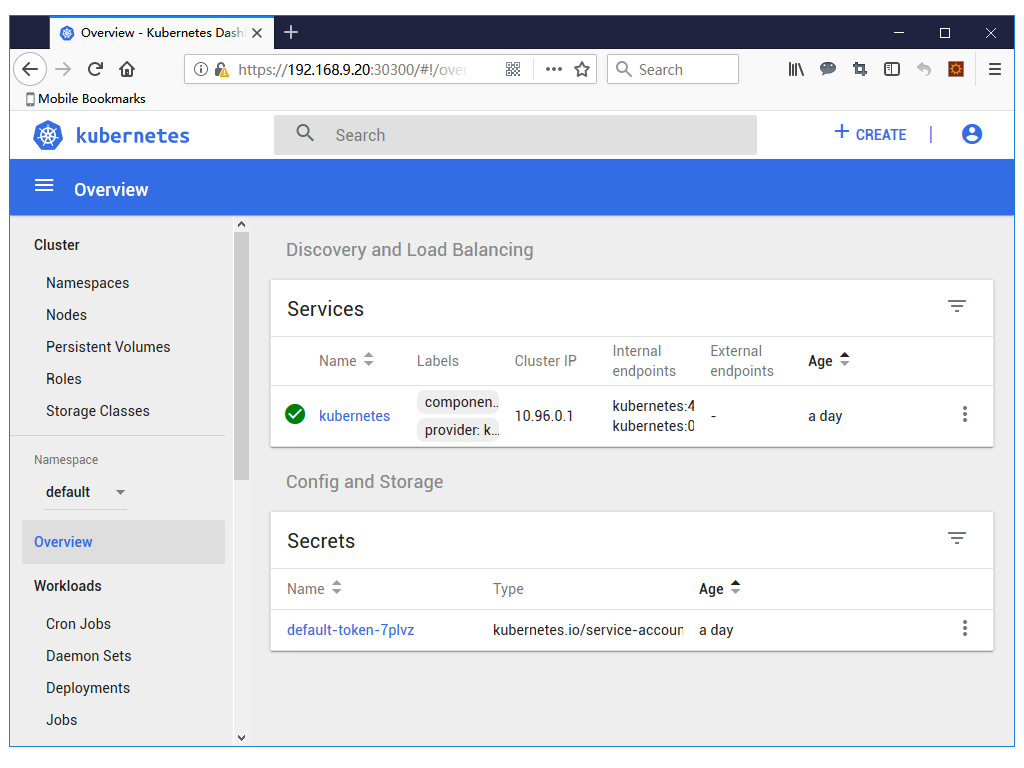 Overview - Kubernetes Dash
https://192.168.9.20:30300/#!/over
Search
Mobile Bookmarks
kubernetes
Search
+ CREATE
Overview
Cluster
Namespaces
Nodes
Persistent Volumes
Roles
Storage Classes
Namespace
default
Overview
Workloads
Cron Jobs
Daemon Sets
Deployments
Jobs
Discovery and Load Balancing
Services
Name Labels Cluster IP Internal endpoints External endpoints Age
kubernetes componen.. provider: k... 10.96.0.1 kubernetes:4 kubernetes:0 - a day
Config and Storage
Secrets
Name Type Age
default-token-7plvz kubernetes.io/service-accoun a day